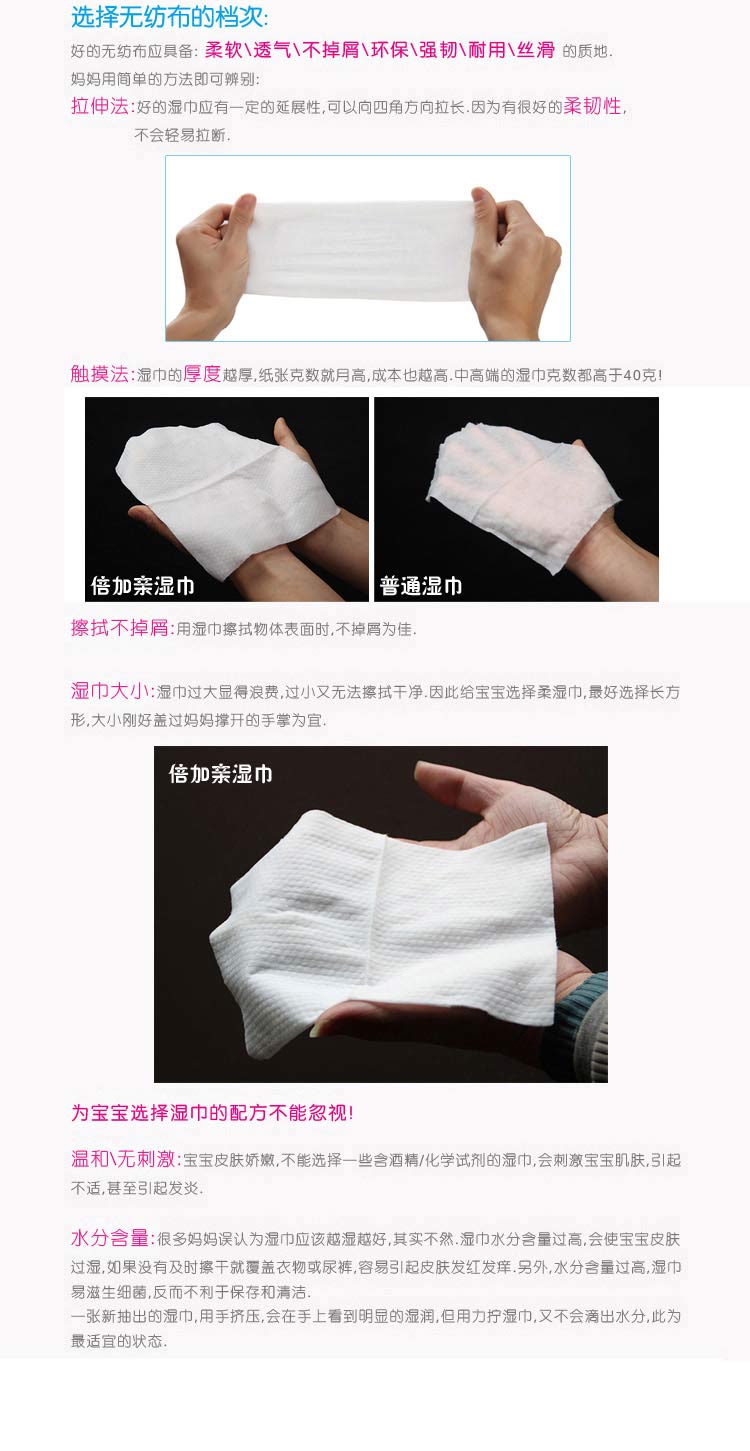 选择无纺布的档次:
好的无纺布应具备: 柔软\透气\不掉屑\环保\强韧\耐用\丝滑 的质地.
妈妈用简单的方法即可辨别:
拉伸法:好的湿巾应有一定的延展性,可以向四角方向拉长.因为有很好的柔韧性,
不会轻易拉断.
触摸法:湿巾的厚度越厚,纸张克数就月高,成本也越高.中高端的湿巾克数都高于40克!
倍加亲湿巾
普通湿巾
擦拭不掉屑:用湿巾擦拭物体表面时,不掉屑为佳.
湿巾大小:湿巾过大显得浪费,过小又无法擦拭干净.因此给宝宝选择柔湿巾,最好选择长方
形,大小刚好盖过妈妈撑开的手掌为宜.
倍加亲湿巾
为宝宝选择湿巾的配方不能忽视!
温和\无刺激:宝宝皮肤娇嫩,不能选择一些含酒精/化学试剂的湿巾,会刺激宝宝肌肤,引起
不适,甚至引起发炎.
水分含量:很多妈妈误认为湿巾应该越湿越好,其实不然.湿巾水分含量过高,会使宝宝皮肤
过湿,如果没有及时擦干就覆盖衣物或尿裤,容易引起皮肤发红发痒.另外,水分含量过高,湿巾
易滋生细菌,反而不利于保存和清洁.
一张新抽出的湿巾,用手挤压,会在手上看到明显的湿润,但用力拧湿巾,又不会滴出水分,此为
最适宜的状态.